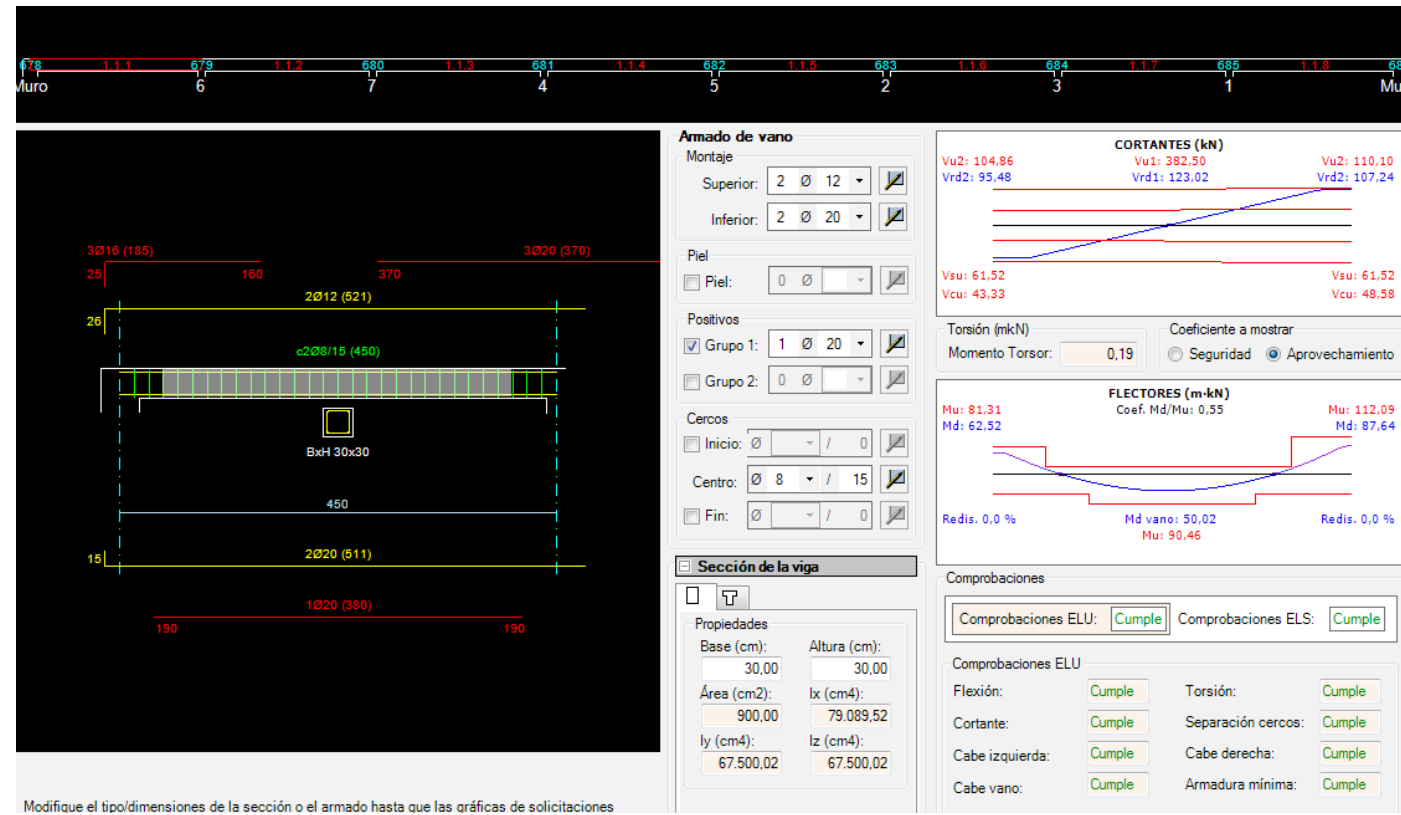 678 1.1.1 679 1.1.2 680 1.1.3 681 1.1.4 682 1.1.5 683 1.1.6 684 1.1.7 685 1.1.8 68
Muro 6 7 4 5 2 3 1 Mu
3Ø16 (185) 3Ø20 (370)
25 160 370
2Ø12 (521)
26
c2Ø8/15 (450)
BxH 30x30
450
2Ø20 (511)
15
1Ø20 (380)
190 190
Modifique el tipo/dimensiones de la sección o el armado hasta que las gráficas de solicitaciones
Armado de vano
Montaje
Superior: 2 Ø 12
Inferior: 2 Ø 20
Piel
Piel: 0 Ø
Positivos
Grupo 1: 1 Ø 20
Grupo 2: 0 Ø
Cercos
Inicio: Ø / 0
Centro: Ø 8 / 15
Fin: Ø / 0
Sección de la viga
Propiedades
Base (cm): Altura (cm):
30,00 30,00
Área (cm2): Ix (cm4):
900,00 79.089,52
Iy (cm4): Iz (cm4):
67.500,02 67.500,02
CORTANTES (kN)
Vu2: 104,86 Vu1: 382,50 Vu2: 110,10
Vrd2: 95,48 Vrd1: 123,02 Vrd2: 107,24
Vsu: 61,52 Vsu: 61,52
Vcu: 43,33 Vcu: 48,58
Torsión (mkN) Coeficiente a mostrar
Momento Torsor: 0,19 Seguridad Aprovechamiento
FLECTORES (m·kN)
Mu: 81,31 Coef. Md/Mu: 0,55 Mu: 112,09
Md: 62,52 Md: 87,64
Redis. 0,0 % Md vano: 50,02 Redis. 0,0 %
Mu: 90,46
Comprobaciones
Comprobaciones ELU: Cumple Comprobaciones ELS: Cumple
Comprobaciones ELU
Flexión: Cumple Torsión: Cumple
Cortante: Cumple Separación cercos: Cumple
Cabe izquierda: Cumple Cabe derecha: Cumple
Cabe vano: Cumple Armadura mínima: Cumple